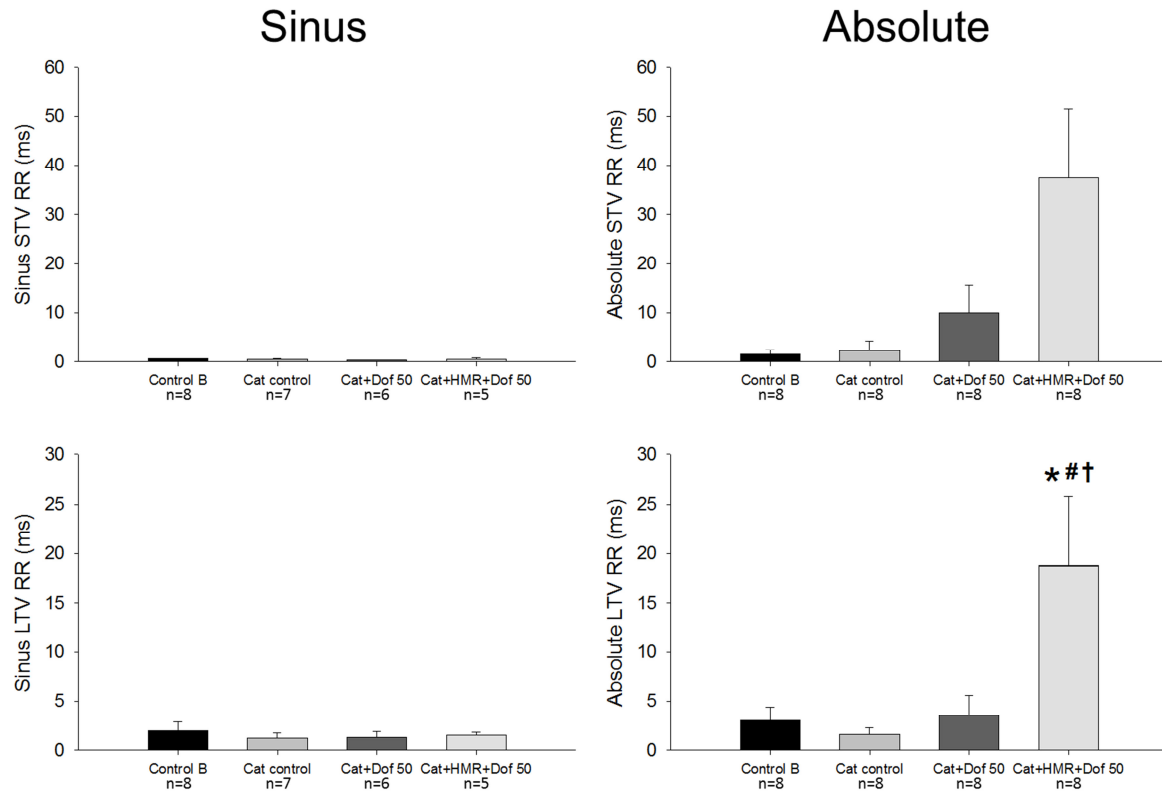 Sinus
Absolute
Sinus STV RR (ms)
60
50
40
30
20
10
0
Control B
n=8
Cat control
n=7
Cat+Dof 50
n=6
Cat+HMR+Dof 50
n=5
Absolute STV RR (ms)
60
50
40
30
20
10
0
Control B
n=8
Cat control
n=8
Cat+Dof 50
n=8
Cat+HMR+Dof 50
n=8
Sinus LTV RR (ms)
30
25
20
15
10
5
0
Control B
n=8
Cat control
n=7
Cat+Dof 50
n=6
Cat+HMR+Dof 50
n=5
Absolute LTV RR (ms)
30
25
20
15
10
5
0
*#†
Control B
n=8
Cat control
n=8
Cat+Dof 50
n=8
Cat+HMR+Dof 50
n=8